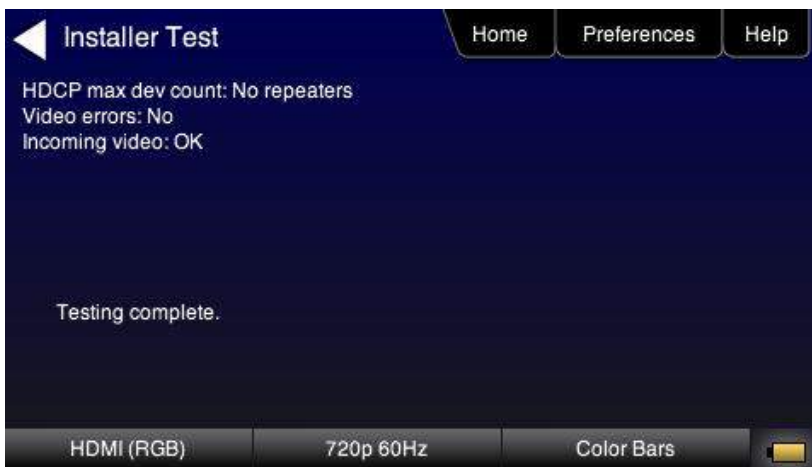 Installer Test
Home
Preferences
Help
HDCP max dev count: No repeaters
Video errors: No
Incoming video: OK
Testing complete.
HDMI (RGB)
720p 60Hz
Color Bars